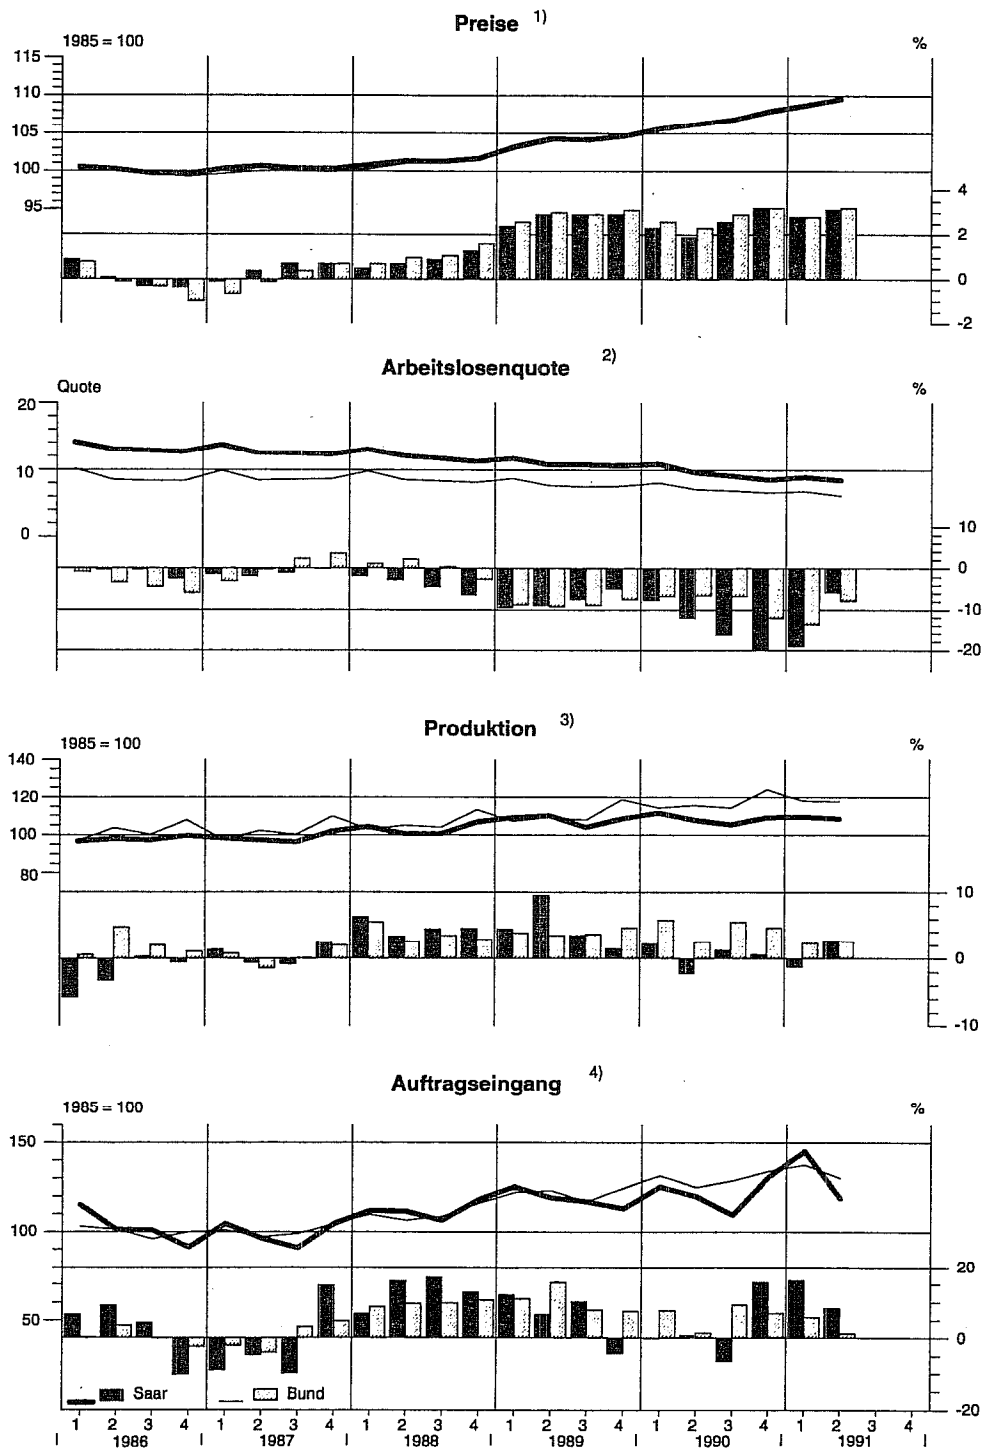 Preise 1)
1985 = 100 %
115
110
105
100
95
4
2
0
-2
Arbeitslosenquote 2)
Quote %
20
10
0
10
0
-10
-20
Produktion 3)
1985 = 100 %
140
120
100
80
10
0
-10
Auftragseingang 4)
1985 = 100 %
150
100
50
20
0
-20
Saar Bund
1 2 3 4 1 2 3 4 1 2 3 4 1 2 3 4 1 2 3 4 1 2 3 4
1986 1987 1988 1989 1990 1991